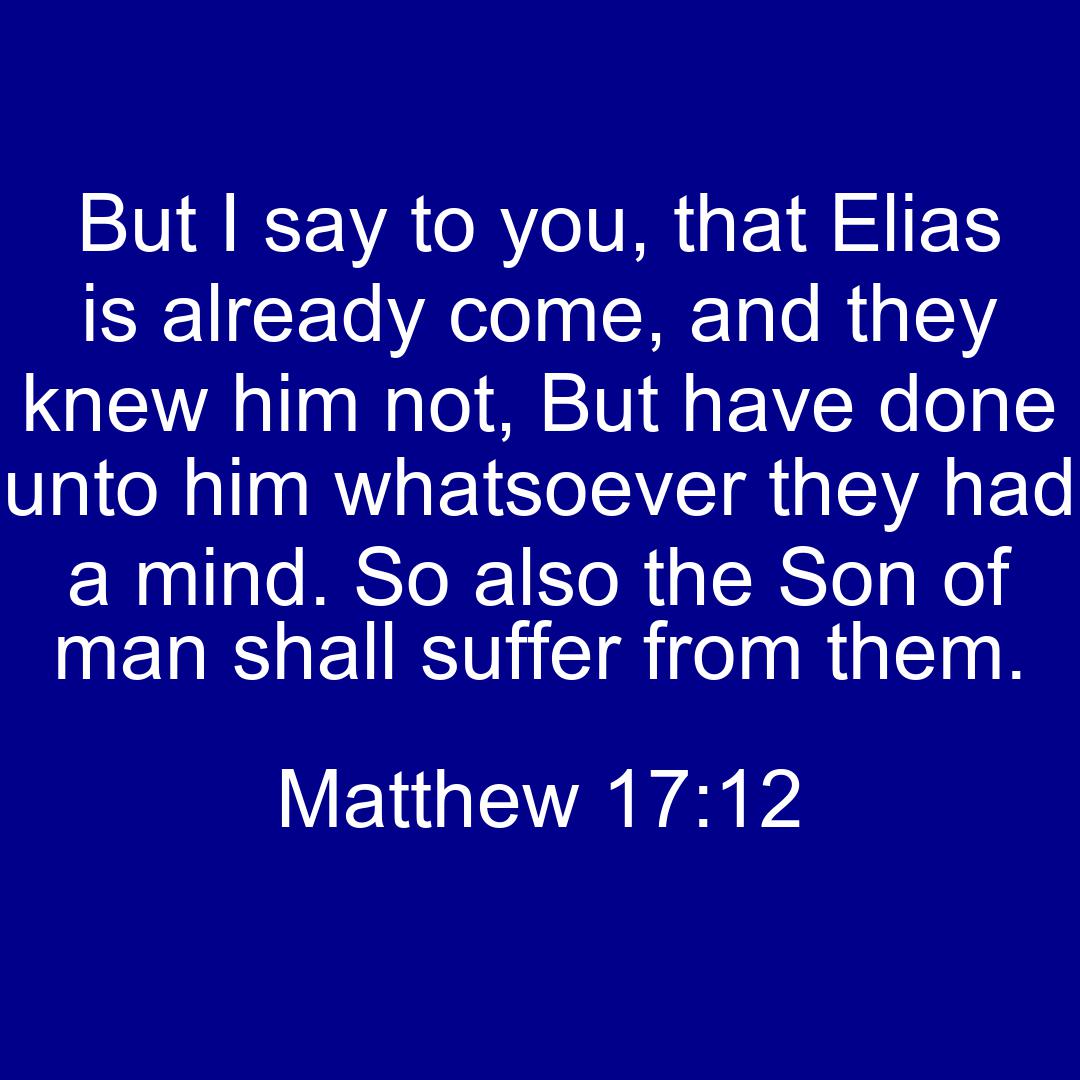 But I say to you, that Elias
is already come, and they
knew him not, But have done
unto him whatsoever they had
a mind. So also the Son of
man shall suffer from them.
Matthew 17:12